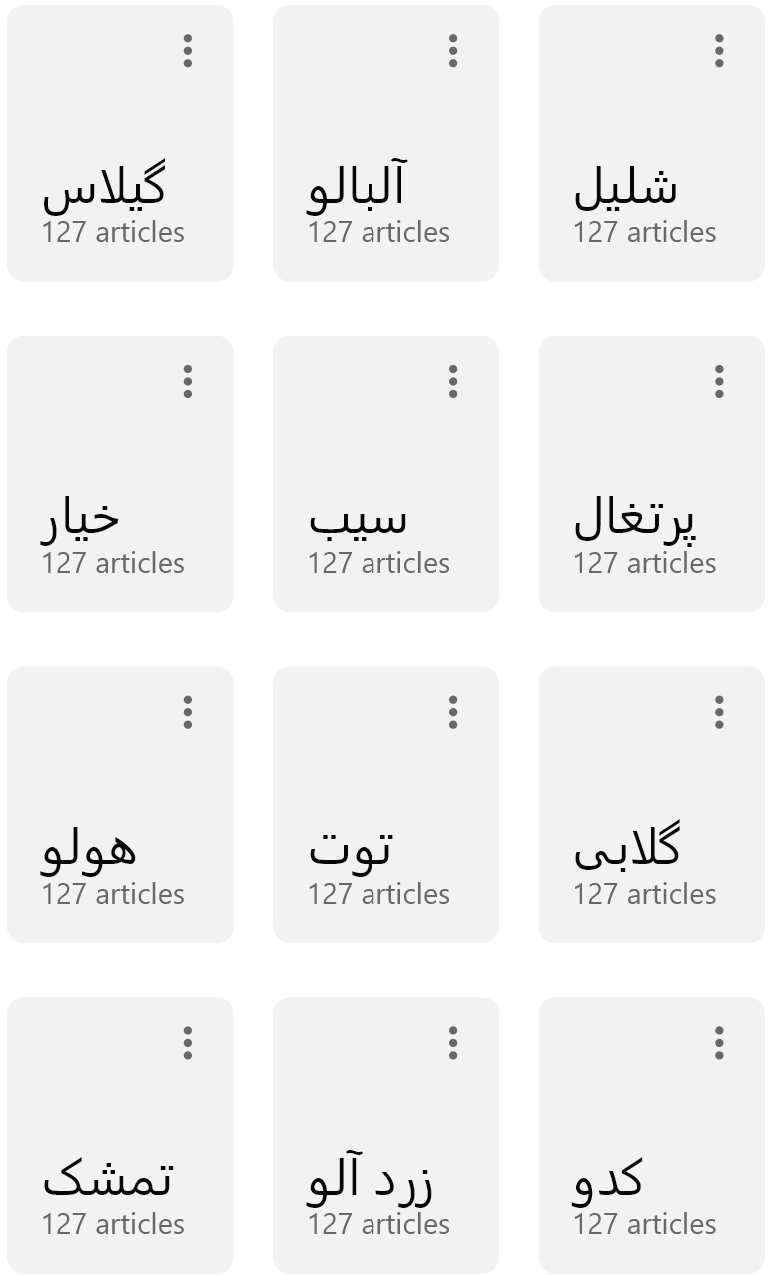 گیلاس
127 articles
آلبالو
127 articles
شلیل
127 articles
خیار
127 articles
سیب
127 articles
پرتغال
127 articles
هولو
127 articles
توت
127 articles
گلابی
127 articles
تمشک
127 articles
زرد آلو
127 articles
کدو
127 articles